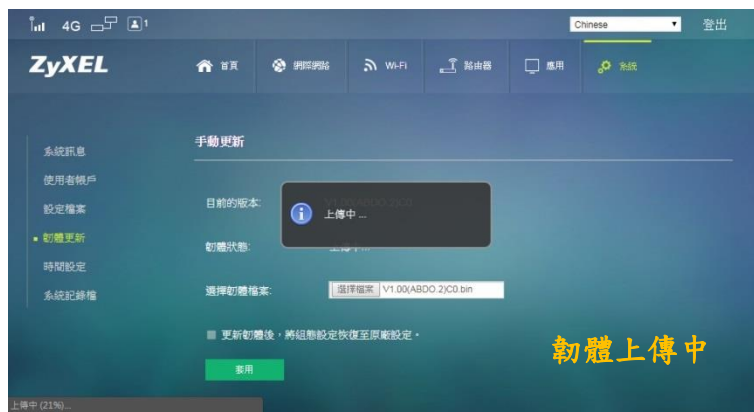 4G 1 Chinese 登出
ZyXEL 首頁 網際網路 Wi-Fi 路由器 應用 系統
手動更新
系統訊息
使用者帳戶
設定檔案
韌體更新
時間設定
系統記錄檔
目前的版本:
上傳中 ...
韌體狀態:
選擇韌體檔案: 選擇檔案 V1.00(ABDO.2)C0.bin
更新韌體後，將組態設定恢復至原廠設定。
套用
韌體上傳中
上傳中 (21%)...